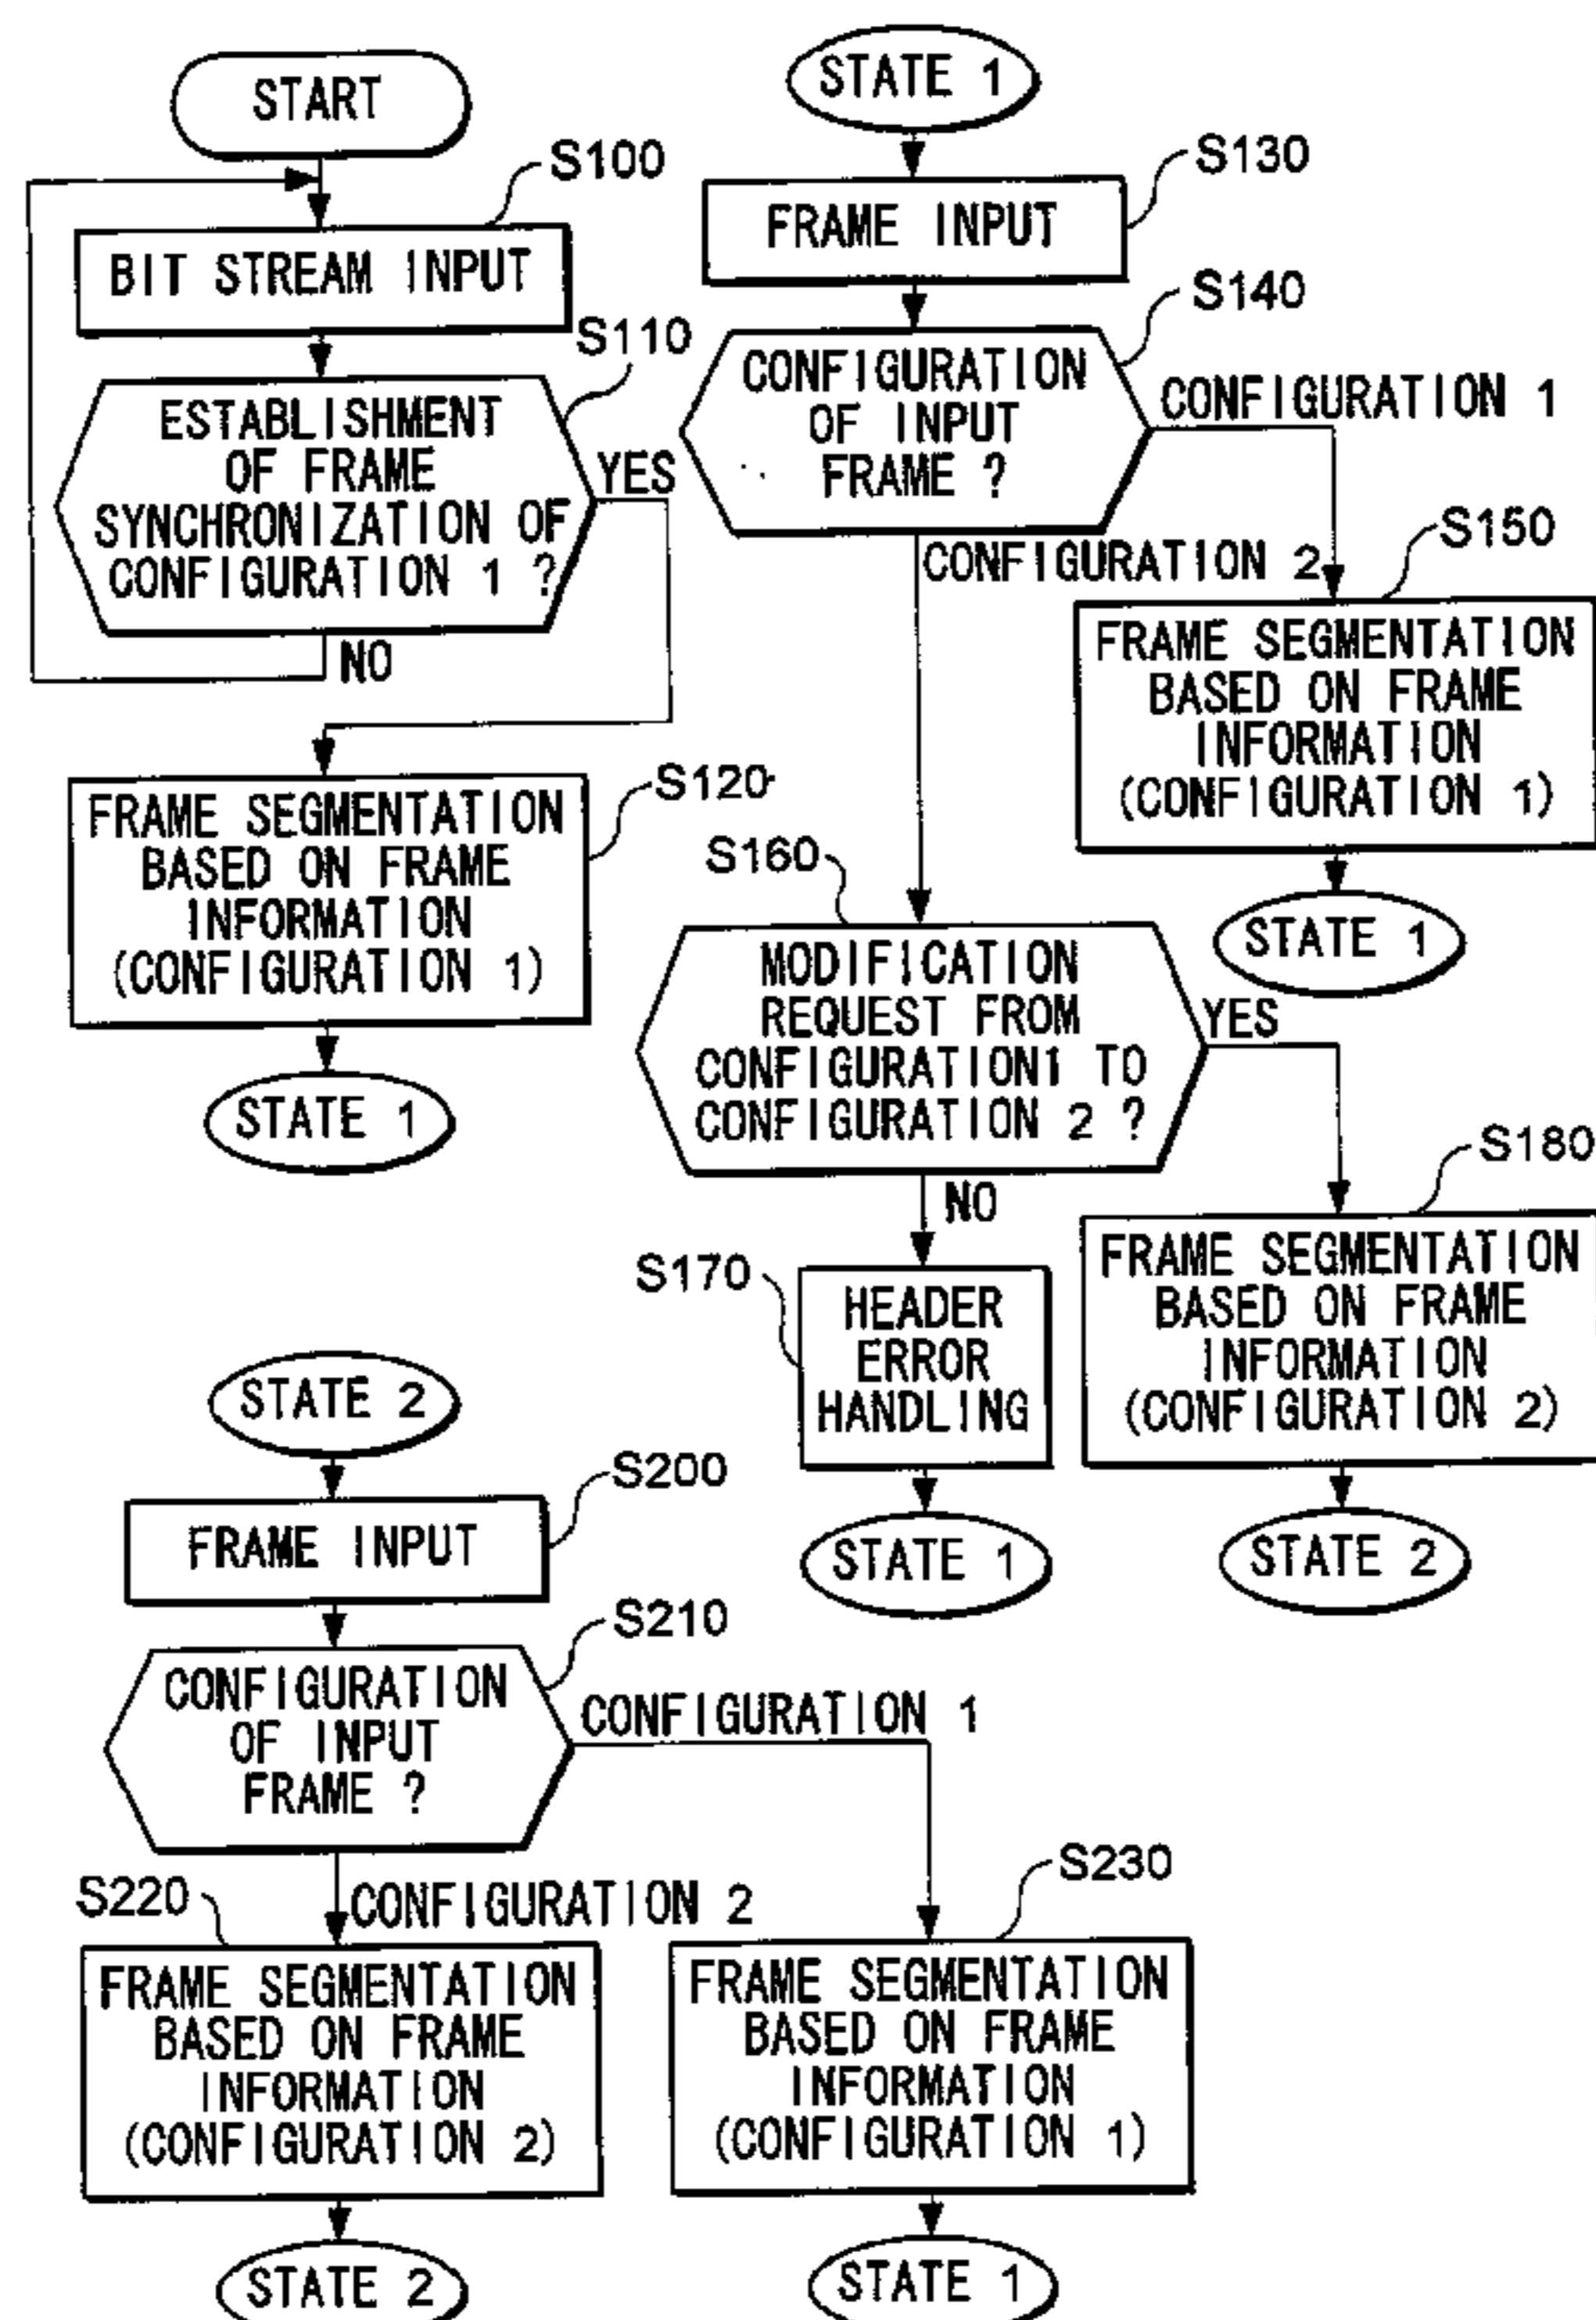 START
S100
BIT STREAM INPUT
S110
ESTABLISHMENT
OF FRAME
SYNCHRONIZATION OF
CONFIGURATION 1 ?
YES
NO
S120
FRAME SEGMENTATION
BASED ON FRAME
INFORMATION
(CONFIGURATION 1)
STATE 1
STATE 1
S130
FRAME INPUT
S140
CONFIGURATION
OF INPUT
FRAME ?
CONFIGURATION 1
CONFIGURATION 2
S150
FRAME SEGMENTATION
BASED ON FRAME
INFORMATION
(CONFIGURATION 1)
STATE 1
S160
MODIFICATION
REQUEST FROM
CONFIGURATION1 TO
CONFIGURATION 2 ?
YES
NO
S170
HEADER
ERROR
HANDLING
STATE 1
S180
FRAME SEGMENTATION
BASED ON FRAME
INFORMATION
(CONFIGURATION 2)
STATE 2
STATE 2
S200
FRAME INPUT
S210
CONFIGURATION
OF INPUT
FRAME ?
CONFIGURATION 1
CONFIGURATION 2
S220
FRAME SEGMENTATION
BASED ON FRAME
INFORMATION
(CONFIGURATION 2)
STATE 2
S230
FRAME SEGMENTATION
BASED ON FRAME
INFORMATION
(CONFIGURATION 1)
STATE 1